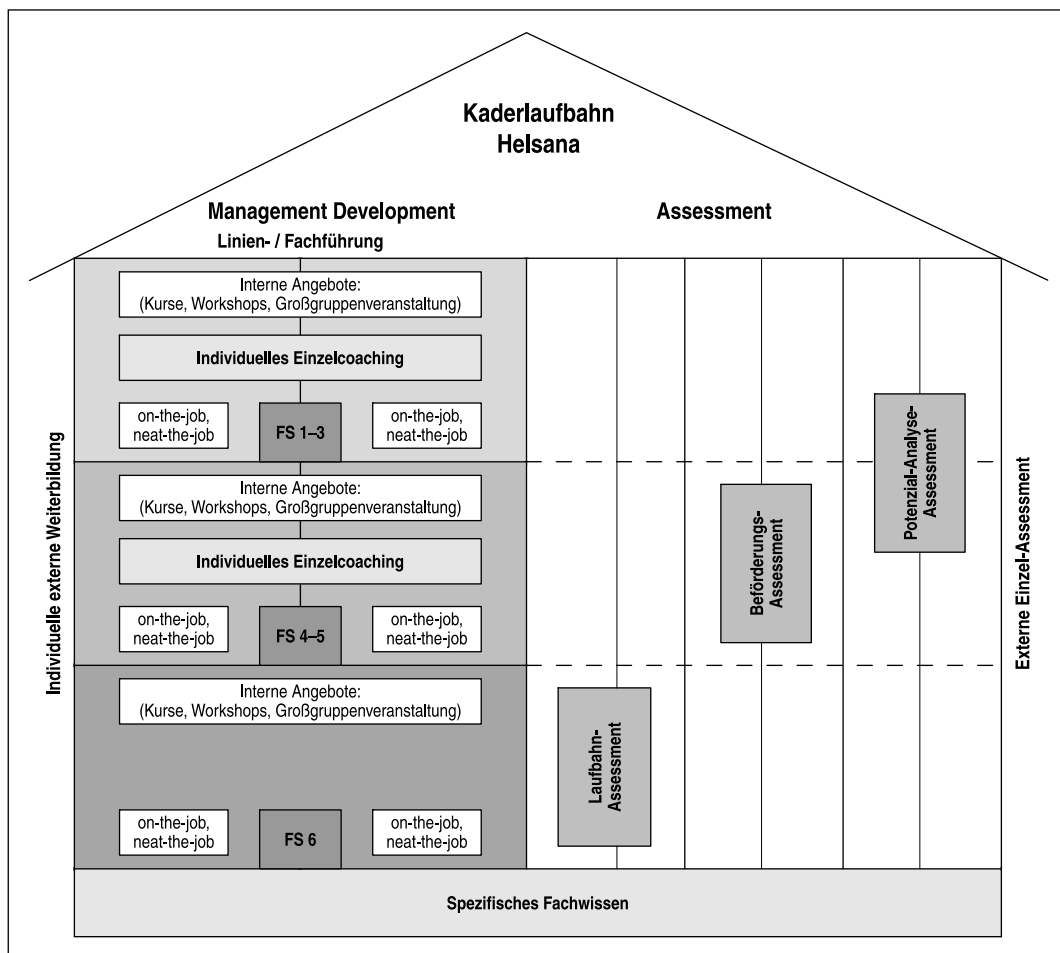 Kaderlaufbahn
Helsana
Management Development
Assessment
Linien- / Fachführung
Interne Angebote:
(Kurse, Workshops, Großgruppenveranstaltung)
Individuelles Einzelcoaching
on-the-job,
neat-the-job
FS 1–3
on-the-job,
neat-the-job
Interne Angebote:
(Kurse, Workshops, Großgruppenveranstaltung)
Individuelles Einzelcoaching
on-the-job,
neat-the-job
FS 4–5
on-the-job,
neat-the-job
Interne Angebote:
(Kurse, Workshops, Großgruppenveranstaltung)
on-the-job,
neat-the-job
FS 6
on-the-job,
neat-the-job
Individuelle externe Weiterbildung
Laufbahn-
Assessment
Beförderungs-
Assessment
Potenzial-Analyse-
Assessment
Externe Einzel-Assessment
Spezifisches Fachwissen